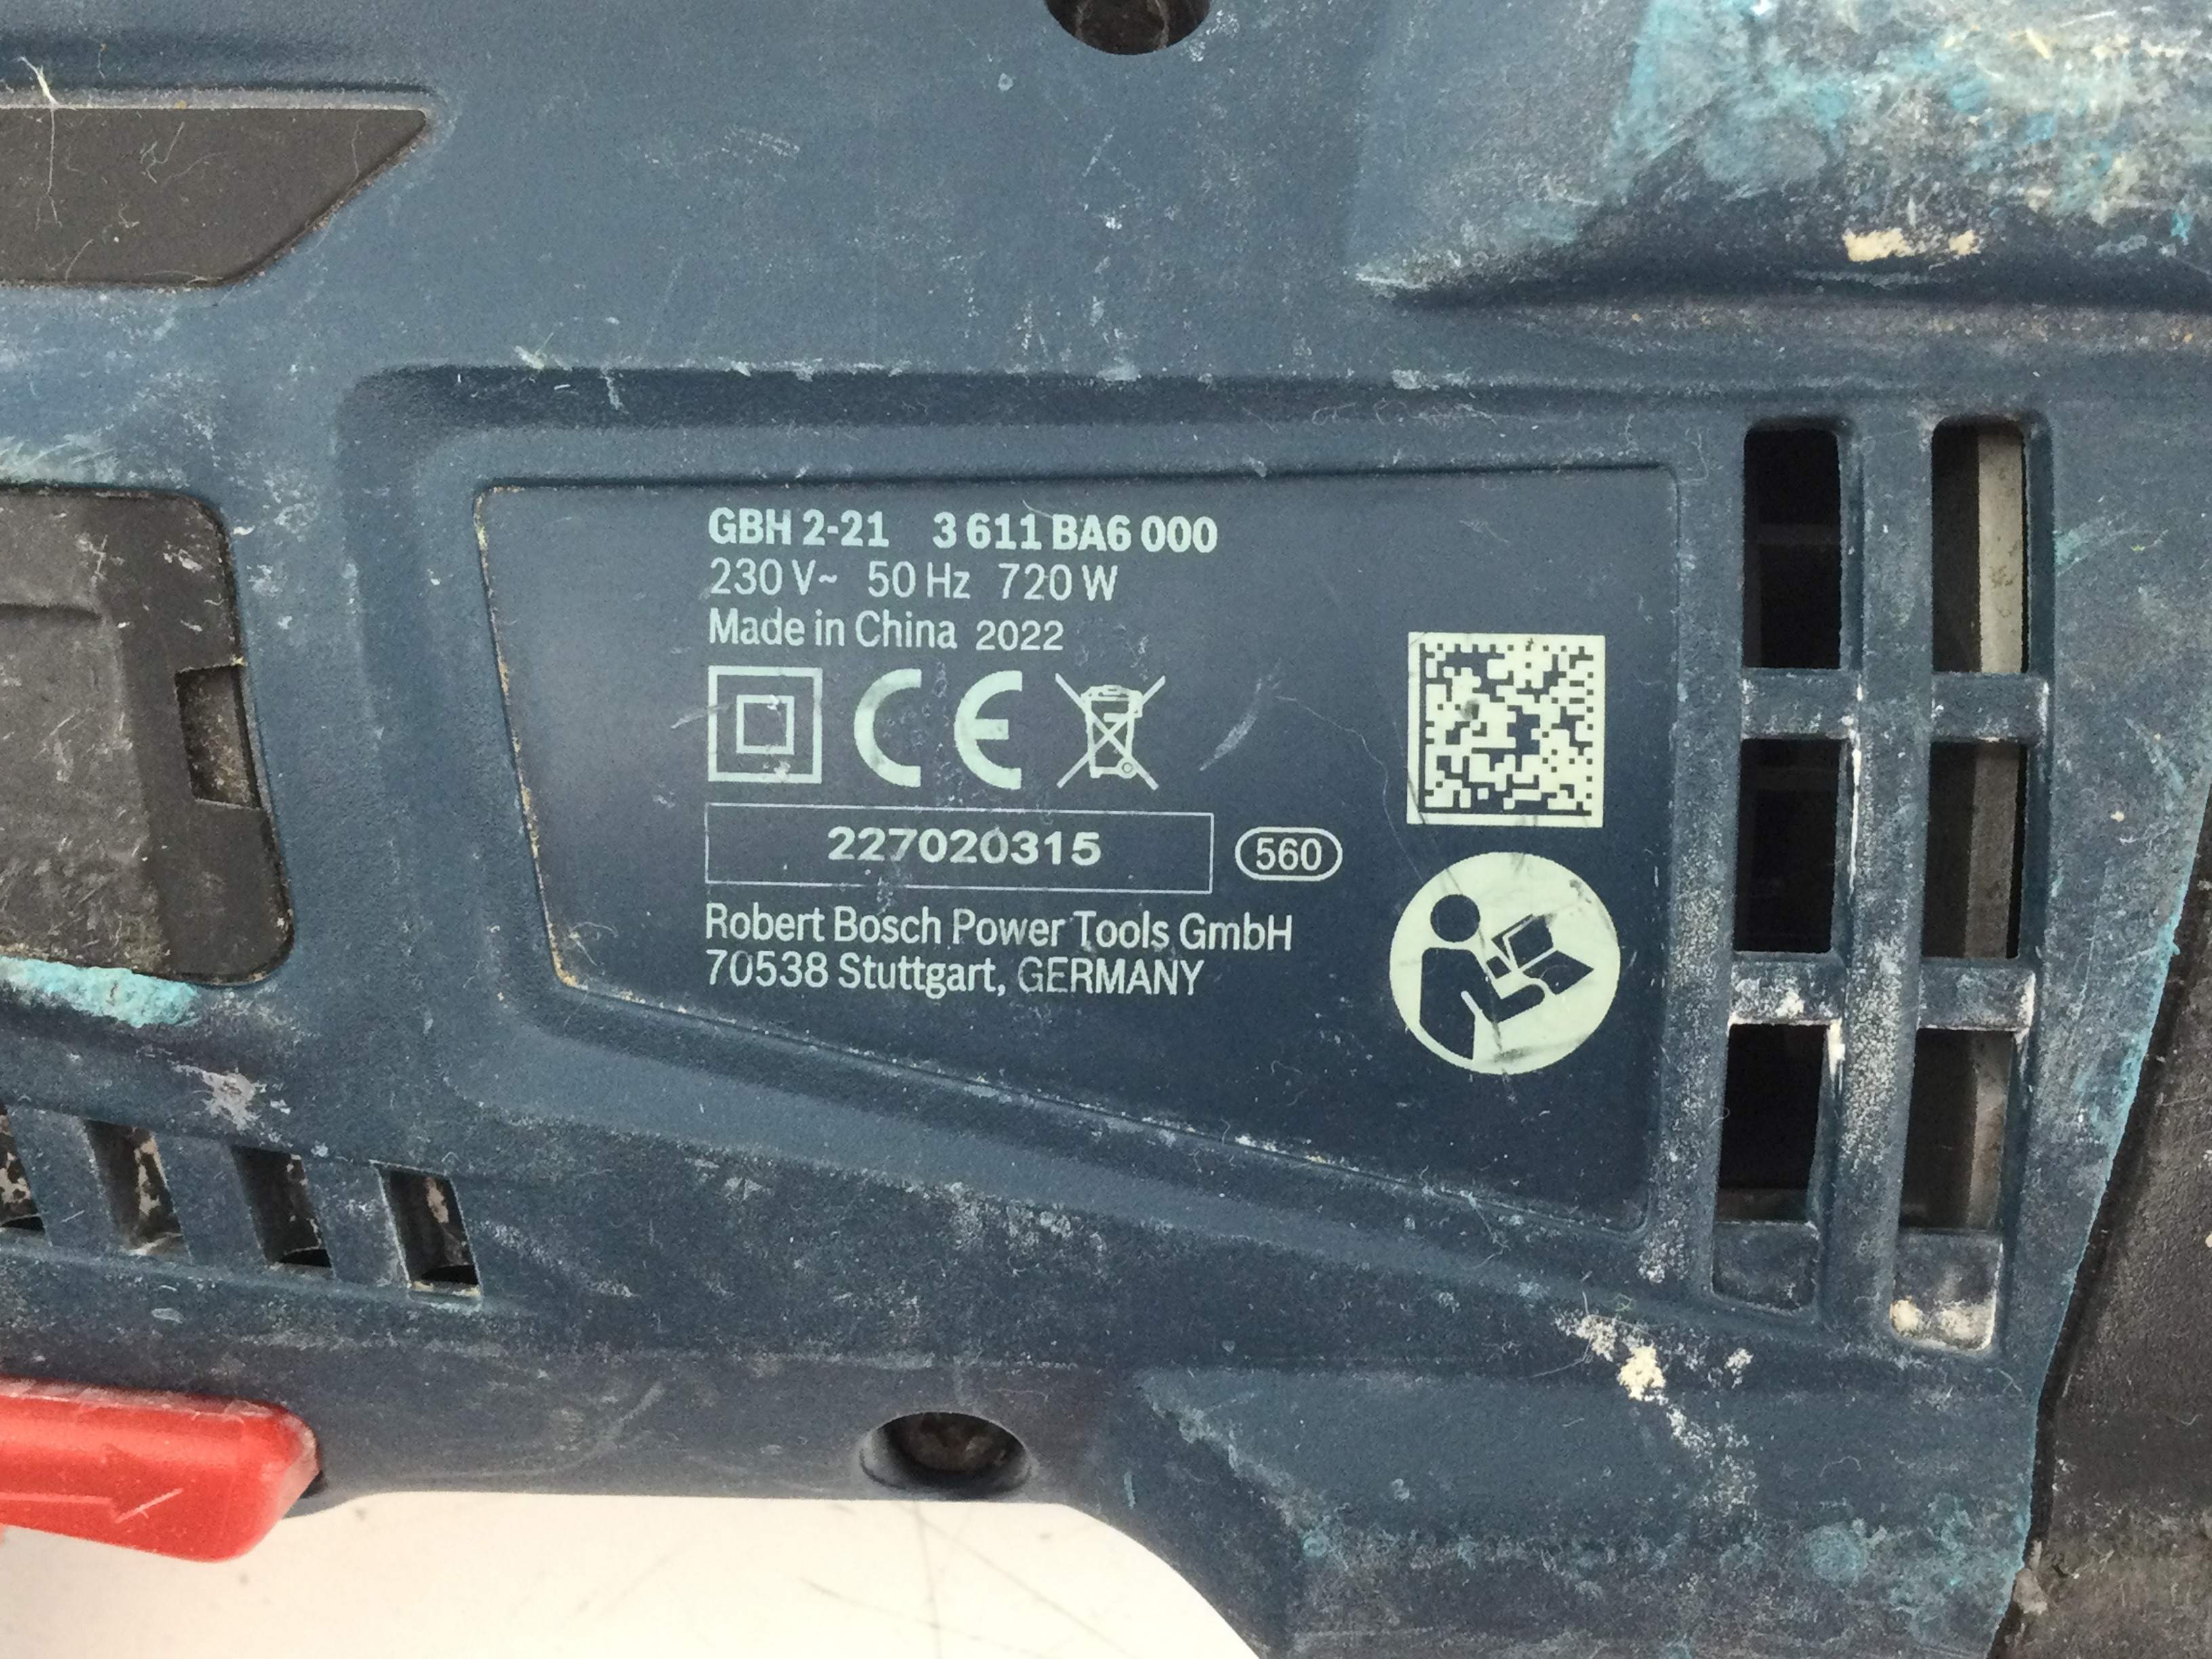 GBH 2-21 3 611 BA6 000
230 V~ 50 Hz 720 W
Made in China 2022
CE
227020315
560
Robert Bosch Power Tools GmbH
70538 Stuttgart, GERMANY